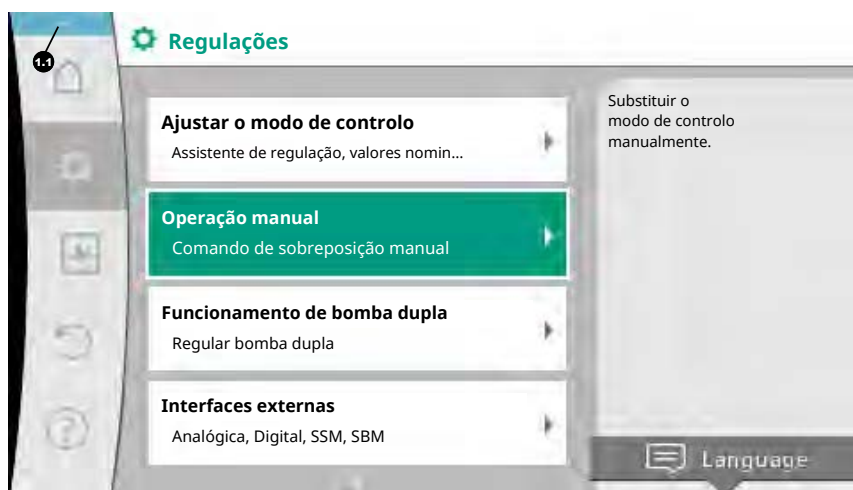 1.1
Regulações
Ajustar o modo de controlo
Assistente de regulação, valores nomin...
Operação manual
Comando de sobreposição manual
Funcionamento de bomba dupla
Regular bomba dupla
Interfaces externas
Analógica, Digital, SSM, SBM
Substituir o
modo de controlo
manualmente.
Language